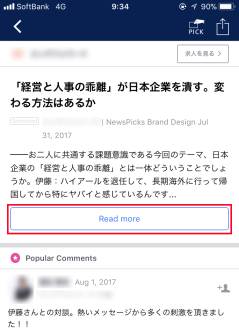 SoftBank 4G 9:34 90%
PICK
求人を見る >
「経営と人事の乖離」が日本企業を潰す。変
わる方法はあるか
| NewsPicks Brand Design Jul
31, 2017
――お二人に共通する課題意識である今回のテーマ、日本
企業の「経営と人事の乖離」とは一体どういうことでしょ
うか。伊藤：ハイアールを退任して、長期海外に行って帰
国してから特にヤバイと感じているんです...
Read more
Popular Comments
Aug 1, 2017
伊藤さんとの対談。熱いメッセージから多くの刺激を頂きまし
た！！